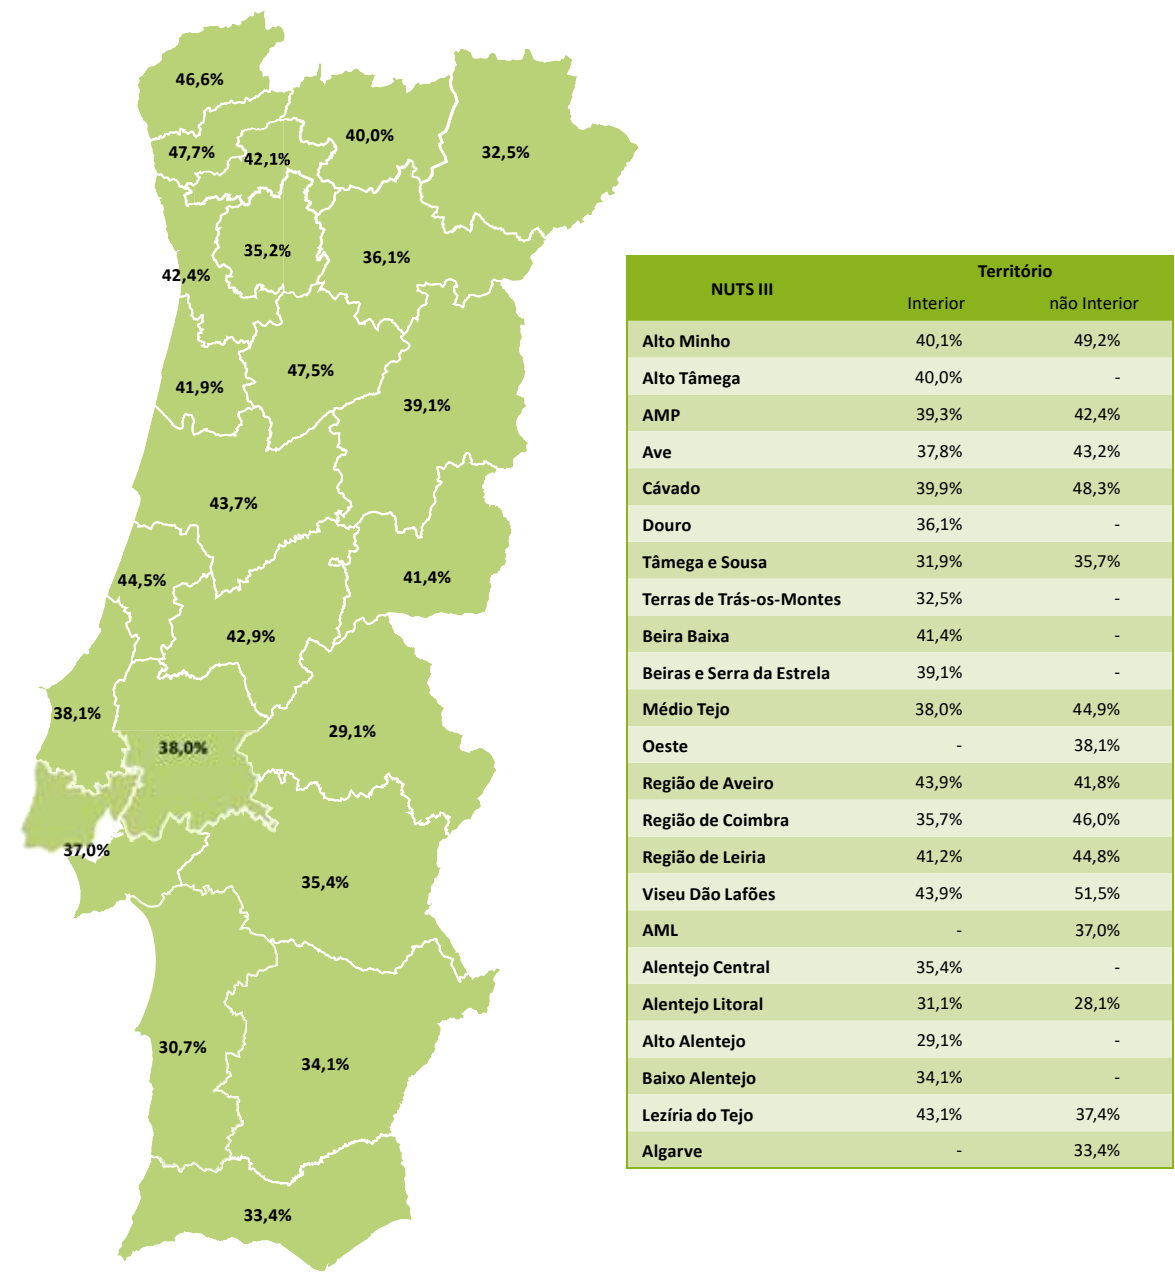 46,6%
40,0%
47,7%
42,1%
32,5%
35,2%
36,1%
42,4%
47,5%
41,9%
39,1%
43,7%
44,5%
41,4%
42,9%
38,1%
29,1%
38,0%
37,0%
35,4%
30,7%
34,1%
33,4%
NUTS III Território
Interior não Interior
Alto Minho 40,1% 49,2%
Alto Tâmega 40,0% -
AMP 39,3% 42,4%
Ave 37,8% 43,2%
Cávado 39,9% 48,3%
Douro 36,1% -
Tâmega e Sousa 31,9% 35,7%
Terras de Trás-os-Montes 32,5% -
Beira Baixa 41,4% -
Beiras e Serra da Estrela 39,1% -
Médio Tejo 38,0% 44,9%
Oeste - 38,1%
Região de Aveiro 43,9% 41,8%
Região de Coimbra 35,7% 46,0%
Região de Leiria 41,2% 44,8%
Viseu Dão Lafões 43,9% 51,5%
AML - 37,0%
Alentejo Central 35,4% -
Alentejo Litoral 31,1% 28,1%
Alto Alentejo 29,1% -
Baixo Alentejo 34,1% -
Lezíria do Tejo 43,1% 37,4%
Algarve - 33,4%